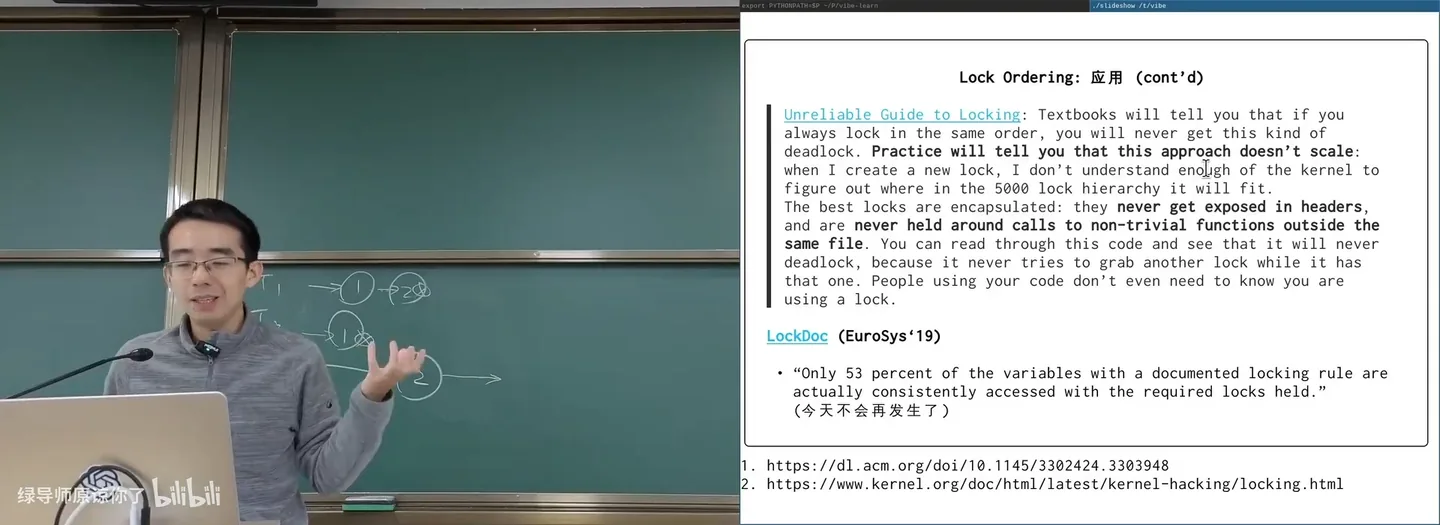 export PYTHONPATH=$P ~/P/vibe-learn
./slideshow /t/vibe
Lock Ordering: 应用 (cont’d)
Unreliable Guide to Locking: Textbooks will tell you that if you
always lock in the same order, you will never get this kind of
deadlock. Practice will tell you that this approach doesn’t scale:
when I create a new lock, I don’t understand enough of the kernel to
figure out where in the 5000 lock hierarchy it will fit.
The best locks are encapsulated: they never get exposed in headers,
and are never held around calls to non-trivial functions outside the
same file. You can read through this code and see that it will never
deadlock, because it never tries to grab another lock while it has
that one. People using your code don’t even need to know you are
using a lock.
LockDoc (EuroSys‘19)
• “Only 53 percent of the variables with a documented locking rule are
actually consistently accessed with the required locks held.”
(今天不会再发生了)
1. https://dl.acm.org/doi/10.1145/3302424.3303948
2. https://www.kernel.org/doc/html/latest/kernel-hacking/locking.html
T1 → 1 → 2
1
2
绿导师原谅你了 bilibili